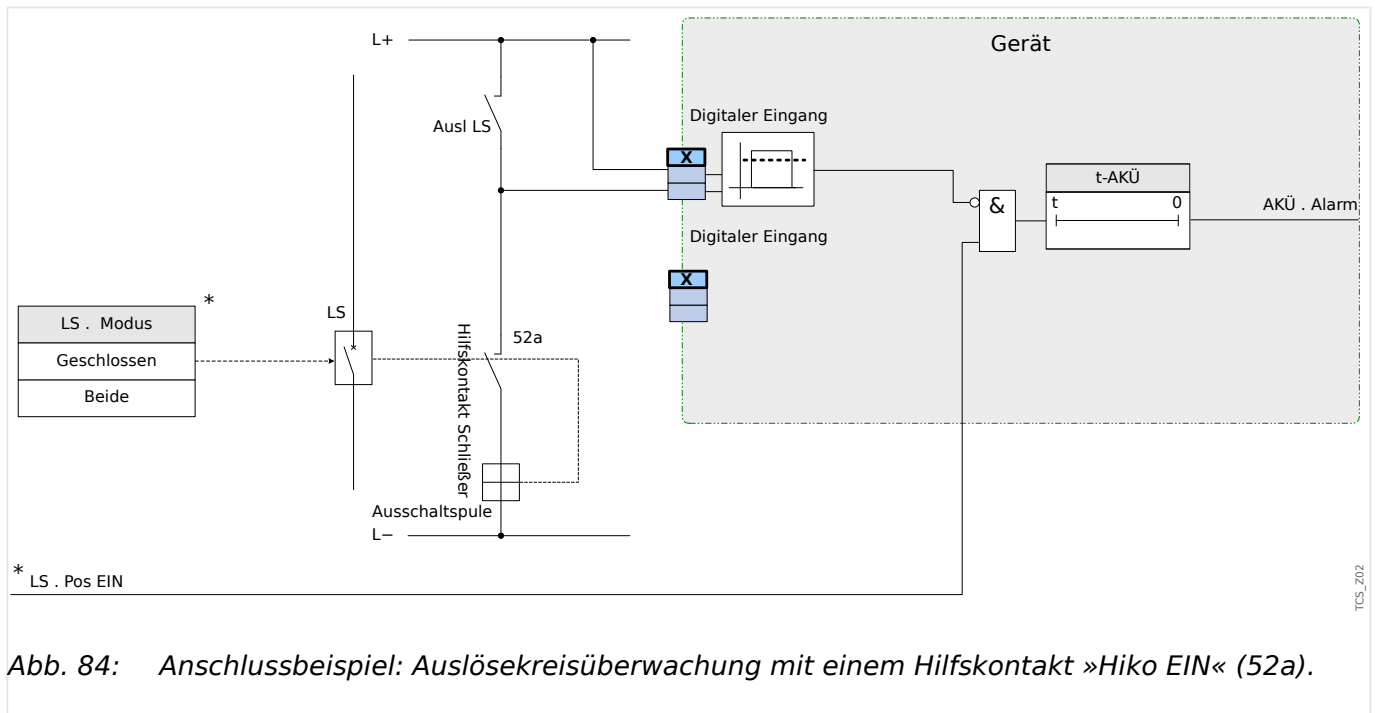 L+
Gerät
Digitaler Eingang
Ausl LS
X
t-AKÜ
t 0
&
AKÜ . Alarm
Digitaler Eingang
X
*
LS . Modus
Geschlossen
Beide
LS
52a
Hilfskontakt Schließer
Ausschaltspule
L−
* LS . Pos EIN
TCS_Z02
Abb. 84: Anschlussbeispiel: Auslösekreisüberwachung mit einem Hilfskontakt »Hiko EIN« (52a).